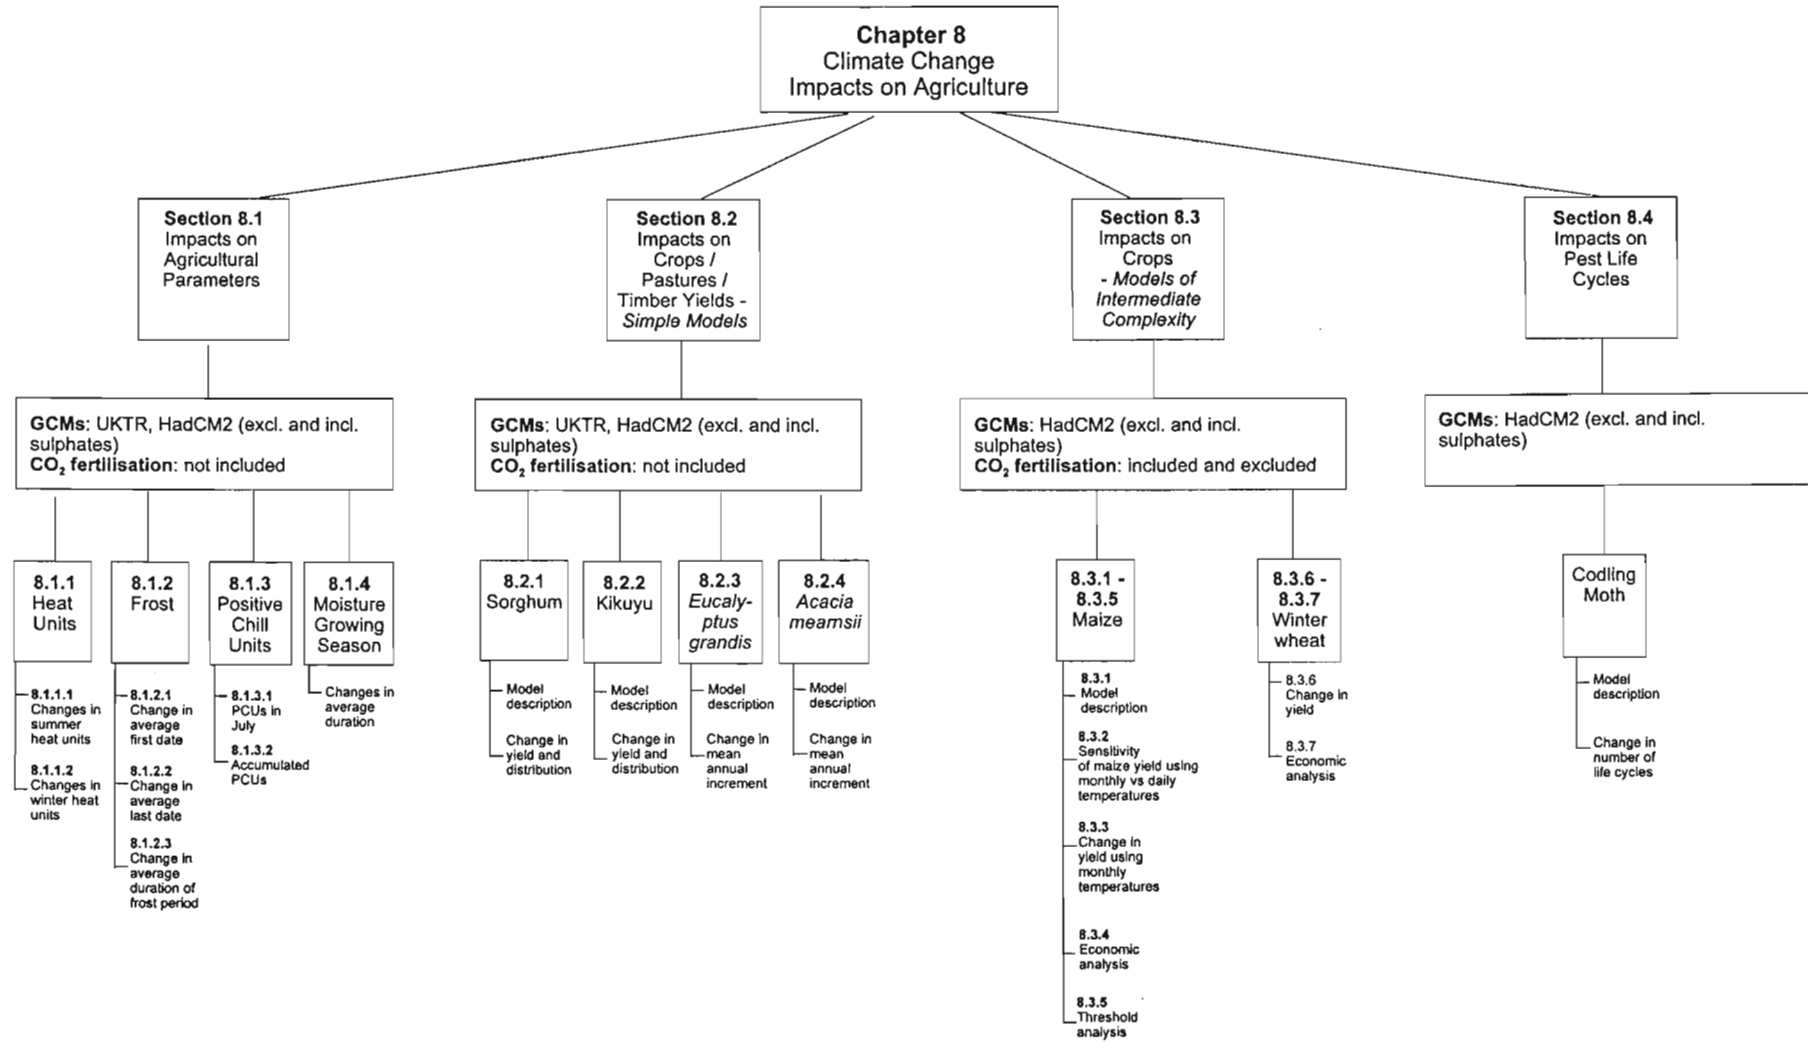 Chapter 8
Climate Change
Impacts on Agriculture
Section 8.1
Impacts on
Agricultural
Parameters
Section 8.2
Impacts on
Crops /
Pastures /
Timber Yields -
Simple Models
Section 8.3
Impacts on
Crops
- Models of
Intermediate
Complexity
Section 8.4
Impacts on
Pest Life
Cycles
GCMs: UKTR, HadCM2 (excl. and incl.
sulphates)
CO₂ fertilisation: not included
GCMs: UKTR, HadCM2 (excl. and incl.
sulphates)
CO₂ fertilisation: not included
GCMs: HadCM2 (excl. and incl.
sulphates)
CO₂ fertilisation: included and excluded
GCMs: HadCM2 (excl. and incl.
sulphates)
8.1.1
Heat
Units
8.1.2
Frost
8.1.3
Positive
Chill
Units
8.1.4
Moisture
Growing
Season
8.2.1
Sorghum
8.2.2
Kikuyu
8.2.3
Eucaly-
ptus
grandis
8.2.4
Acacia
mearnsii
8.3.1 -
8.3.5
Maize
8.3.6 -
8.3.7
Winter
wheat
Codling
Moth
8.1.1.1
Changes in
summer
heat units
8.1.1.2
Changes in
winter heat
units
8.1.2.1
Change in
average
first date
8.1.2.2
Change in
average
last date
8.1.2.3
Change in
average
duration of
frost period
8.1.3.1
PCUs in
July
8.1.3.2
Accumulated
PCUs
Changes in
average
duration
Model
description
Change in
yield and
distribution
Model
description
Change in
yield and
distribution
Model
description
Change in
mean
annual
increment
Model
description
Change in
mean
annual
increment
8.3.1
Model
description
8.3.2
Sensitivity
of maize yield using
monthly vs daily
temperatures
8.3.3
Change in
yield using
monthly
temperatures
8.3.4
Economic
analysis
8.3.5
Threshold
analysis
8.3.6
Change in
yield
8.3.7
Economic
analysis
Model
description
Change in
number of
life cycles